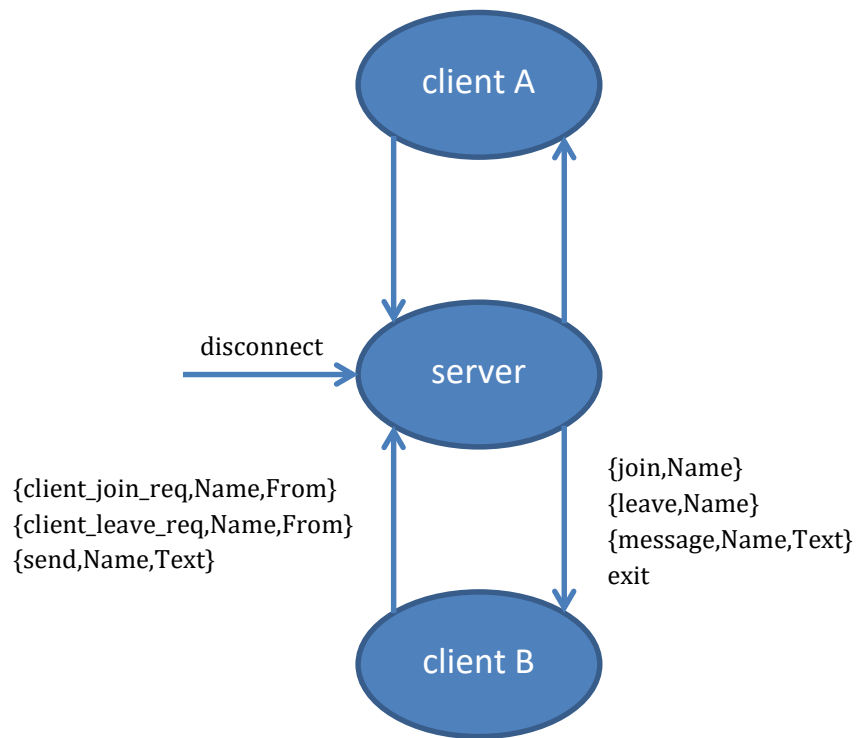 client A
disconnect
server
{client_join_req,Name,From}
{client_leave_req,Name,From}
{send,Name,Text}
{join,Name}
{leave,Name}
{message,Name,Text}
exit
client B